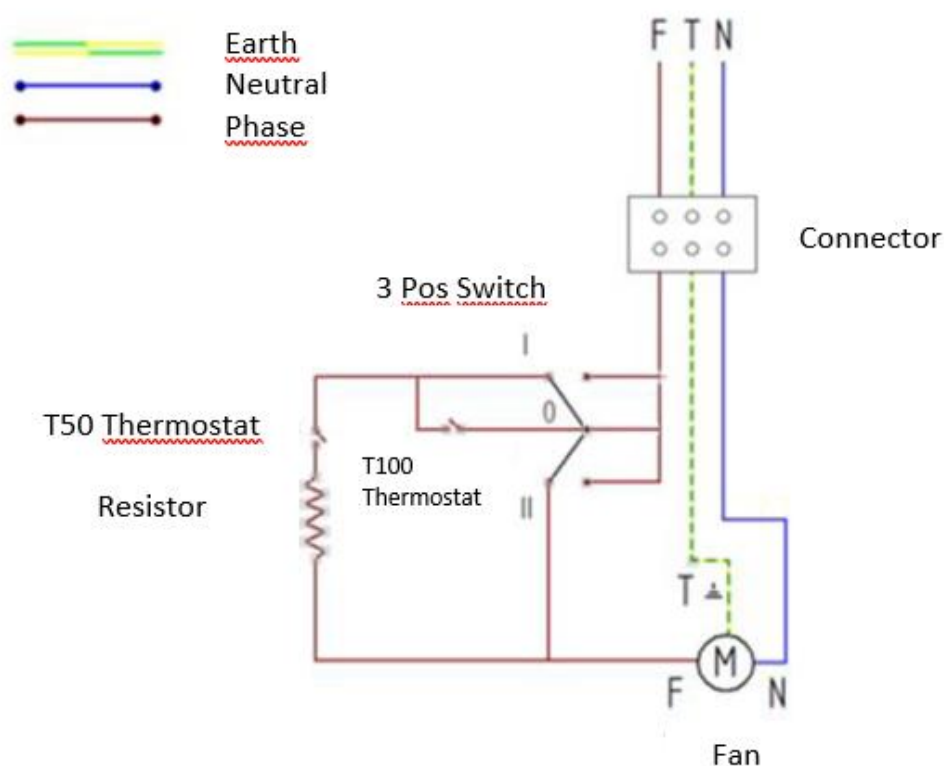 Earth
Neutral
Phase
F T N
Connector
3 Pos Switch
I
0
T50 Thermostat
T100
Thermostat
Resistor
II
T
M
F
N
Fan